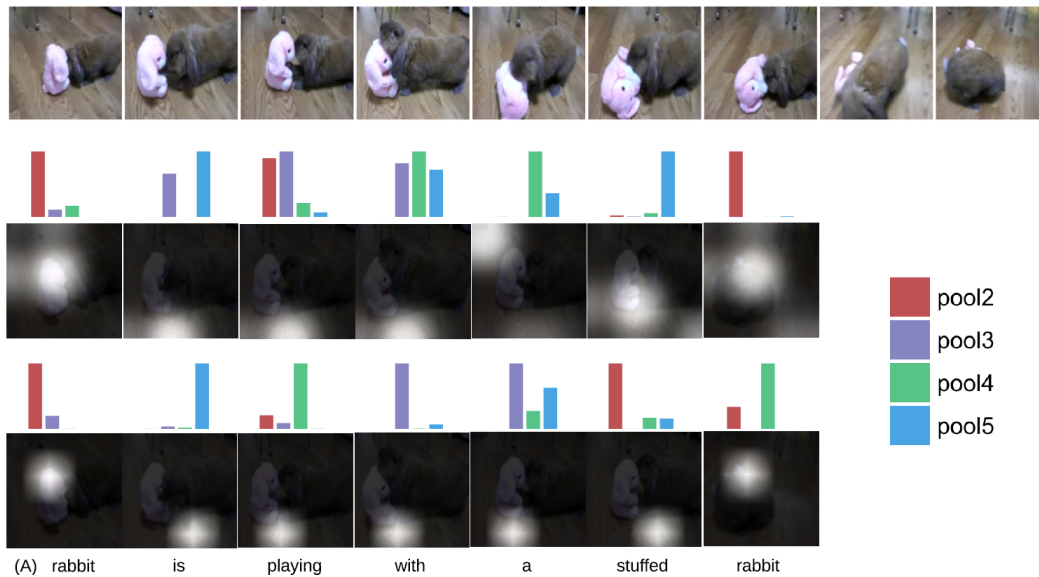 pool2
pool3
pool4
pool5
(A) rabbit is playing with a stuffed rabbit